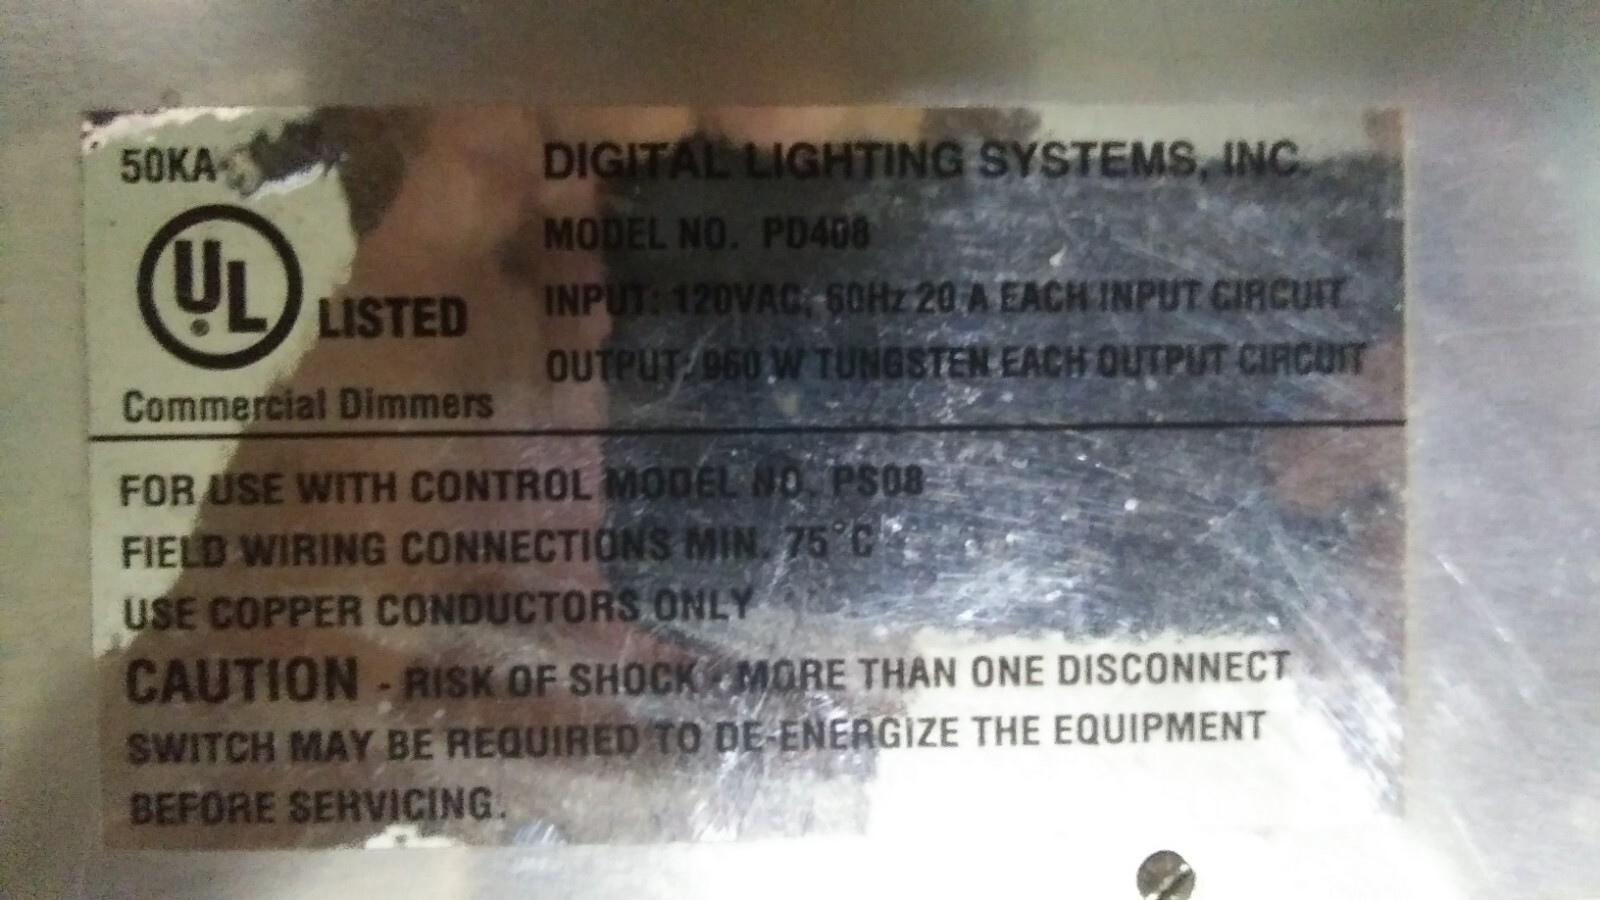 50KA
DIGITAL LIGHTING SYSTEMS, INC.
MODEL NO. PD408
INPUT: 120VAC, 60Hz 20 A EACH INPUT CIRCUIT
OUTPUT: 960 W TUNGSTEN EACH OUTPUT CIRCUIT
UL® LISTED
Commercial Dimmers
FOR USE WITH CONTROL MODEL NO. PS08
FIELD WIRING CONNECTIONS MIN. 75°C
USE COPPER CONDUCTORS ONLY
CAUTION - RISK OF SHOCK - MORE THAN ONE DISCONNECT
SWITCH MAY BE REQUIRED TO DE-ENERGIZE THE EQUIPMENT
BEFORE SERVICING.